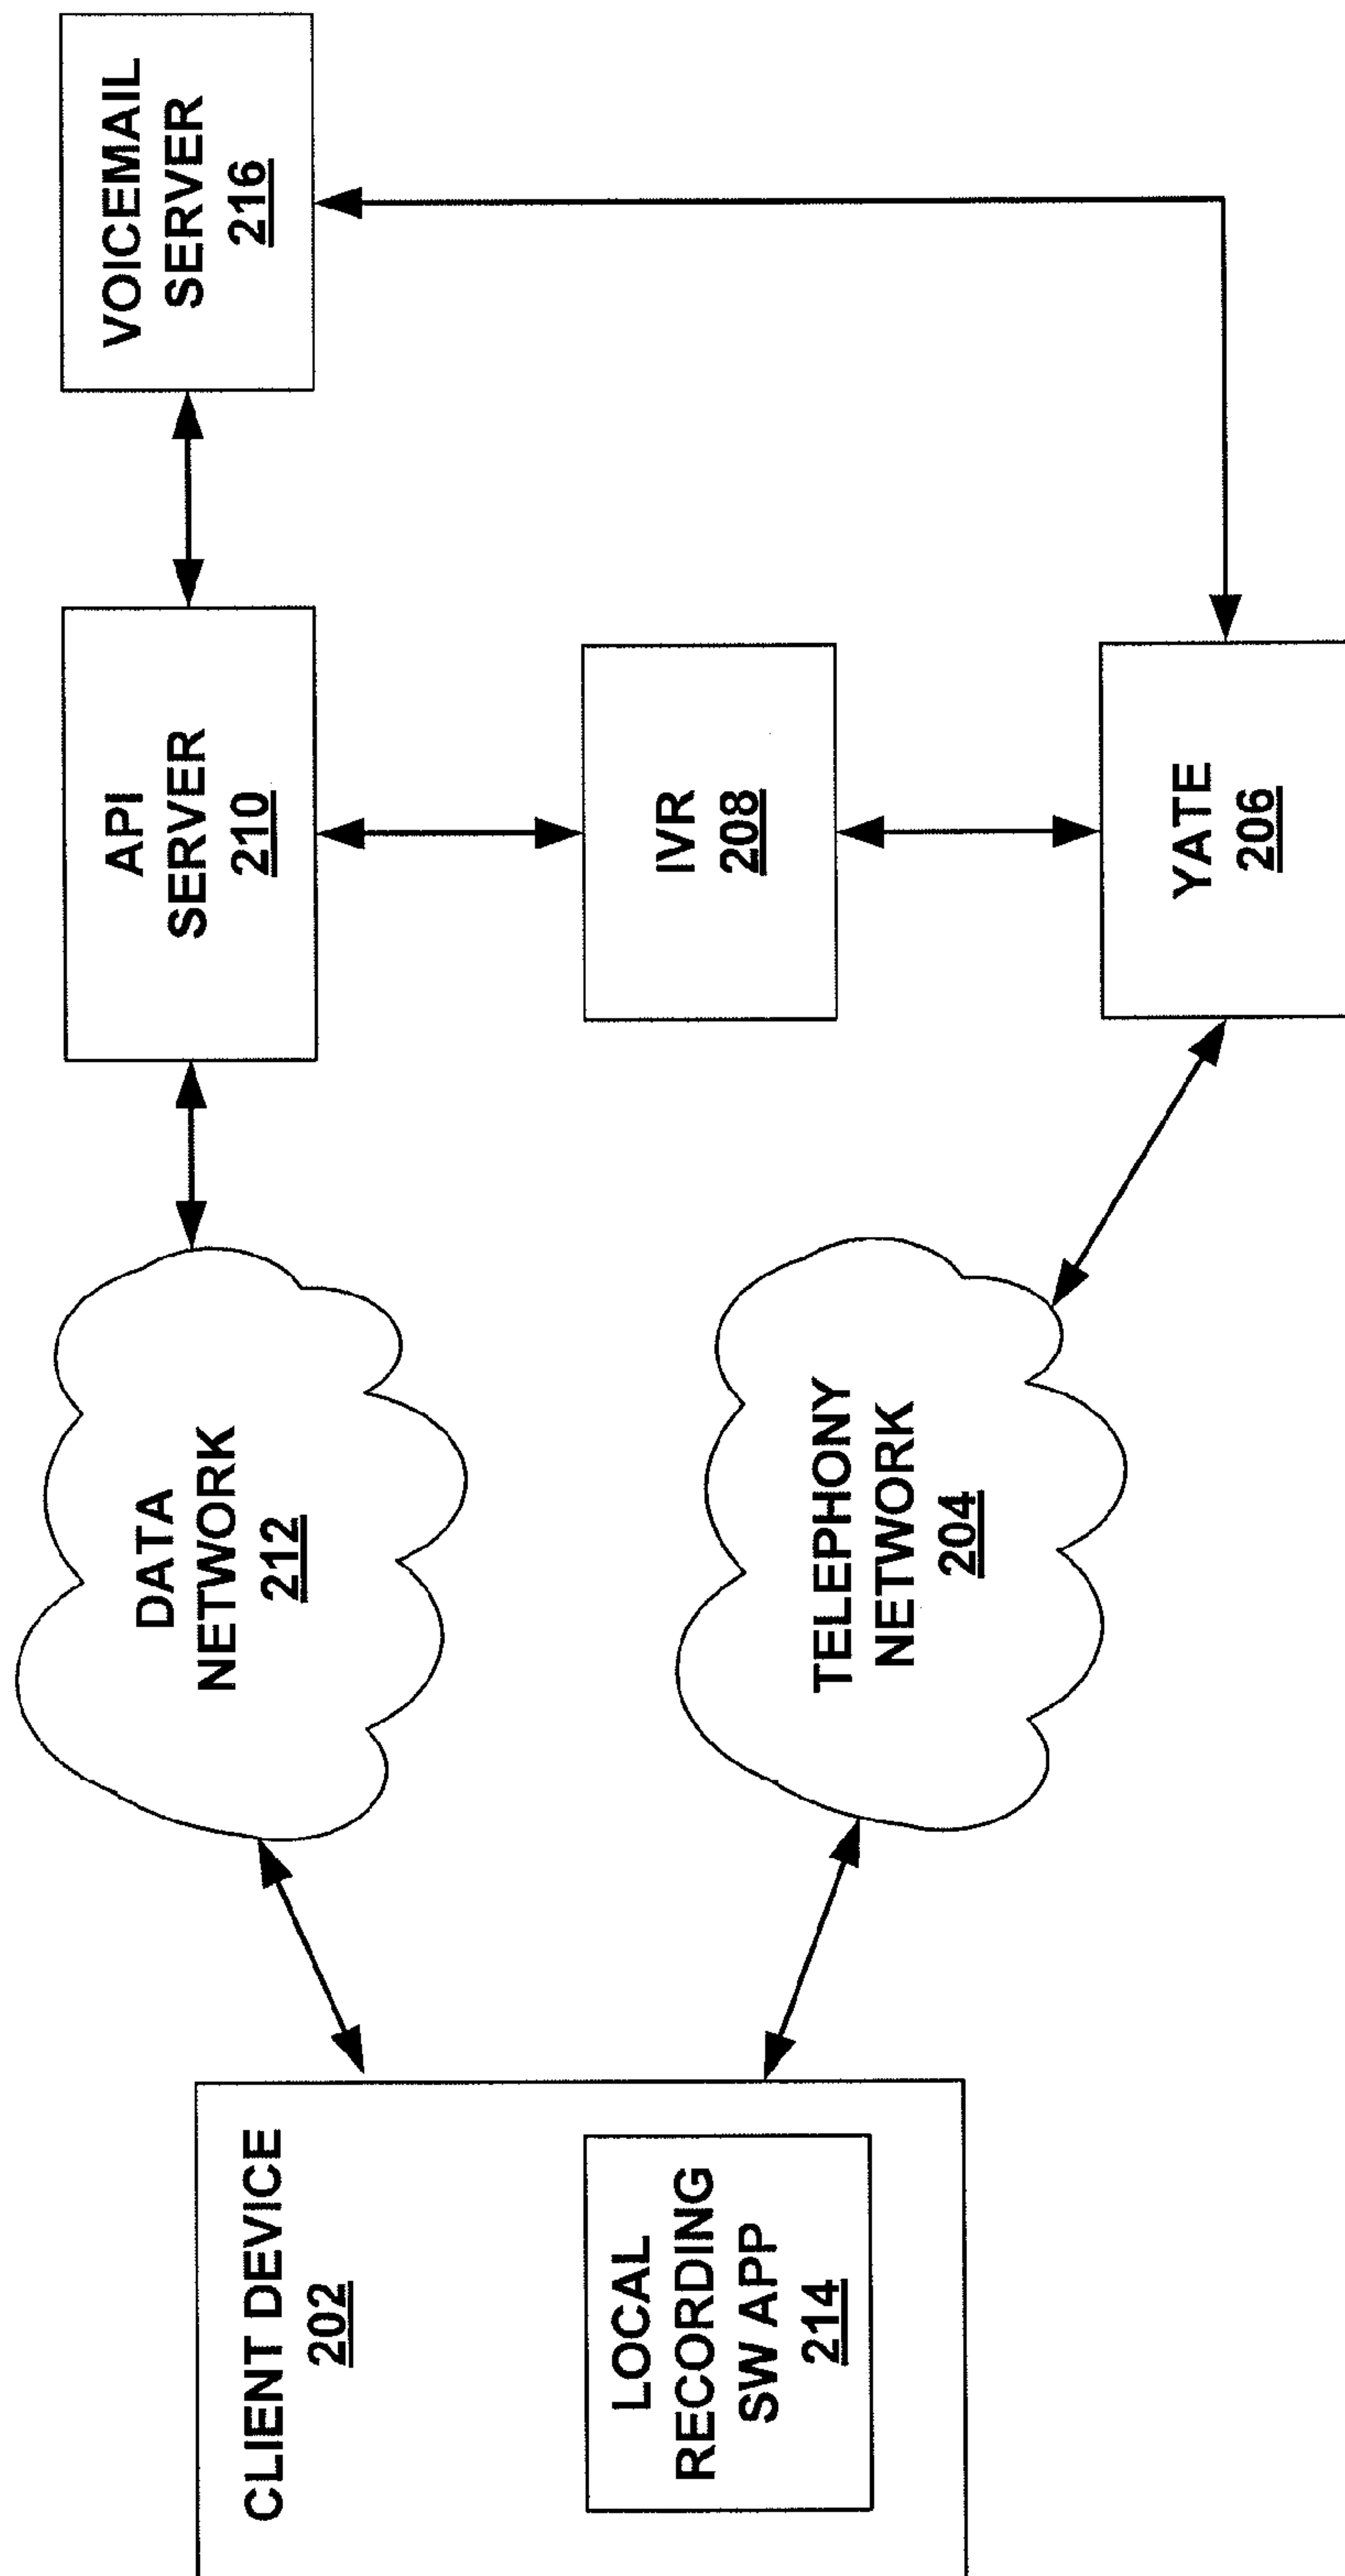 CLIENT DEVICE
202
LOCAL
RECORDING
SW APP
214
DATA
NETWORK
212
TELEPHONY
NETWORK
204
API
SERVER
210
IVR
208
YATE
206
VOICEMAIL
SERVER
216